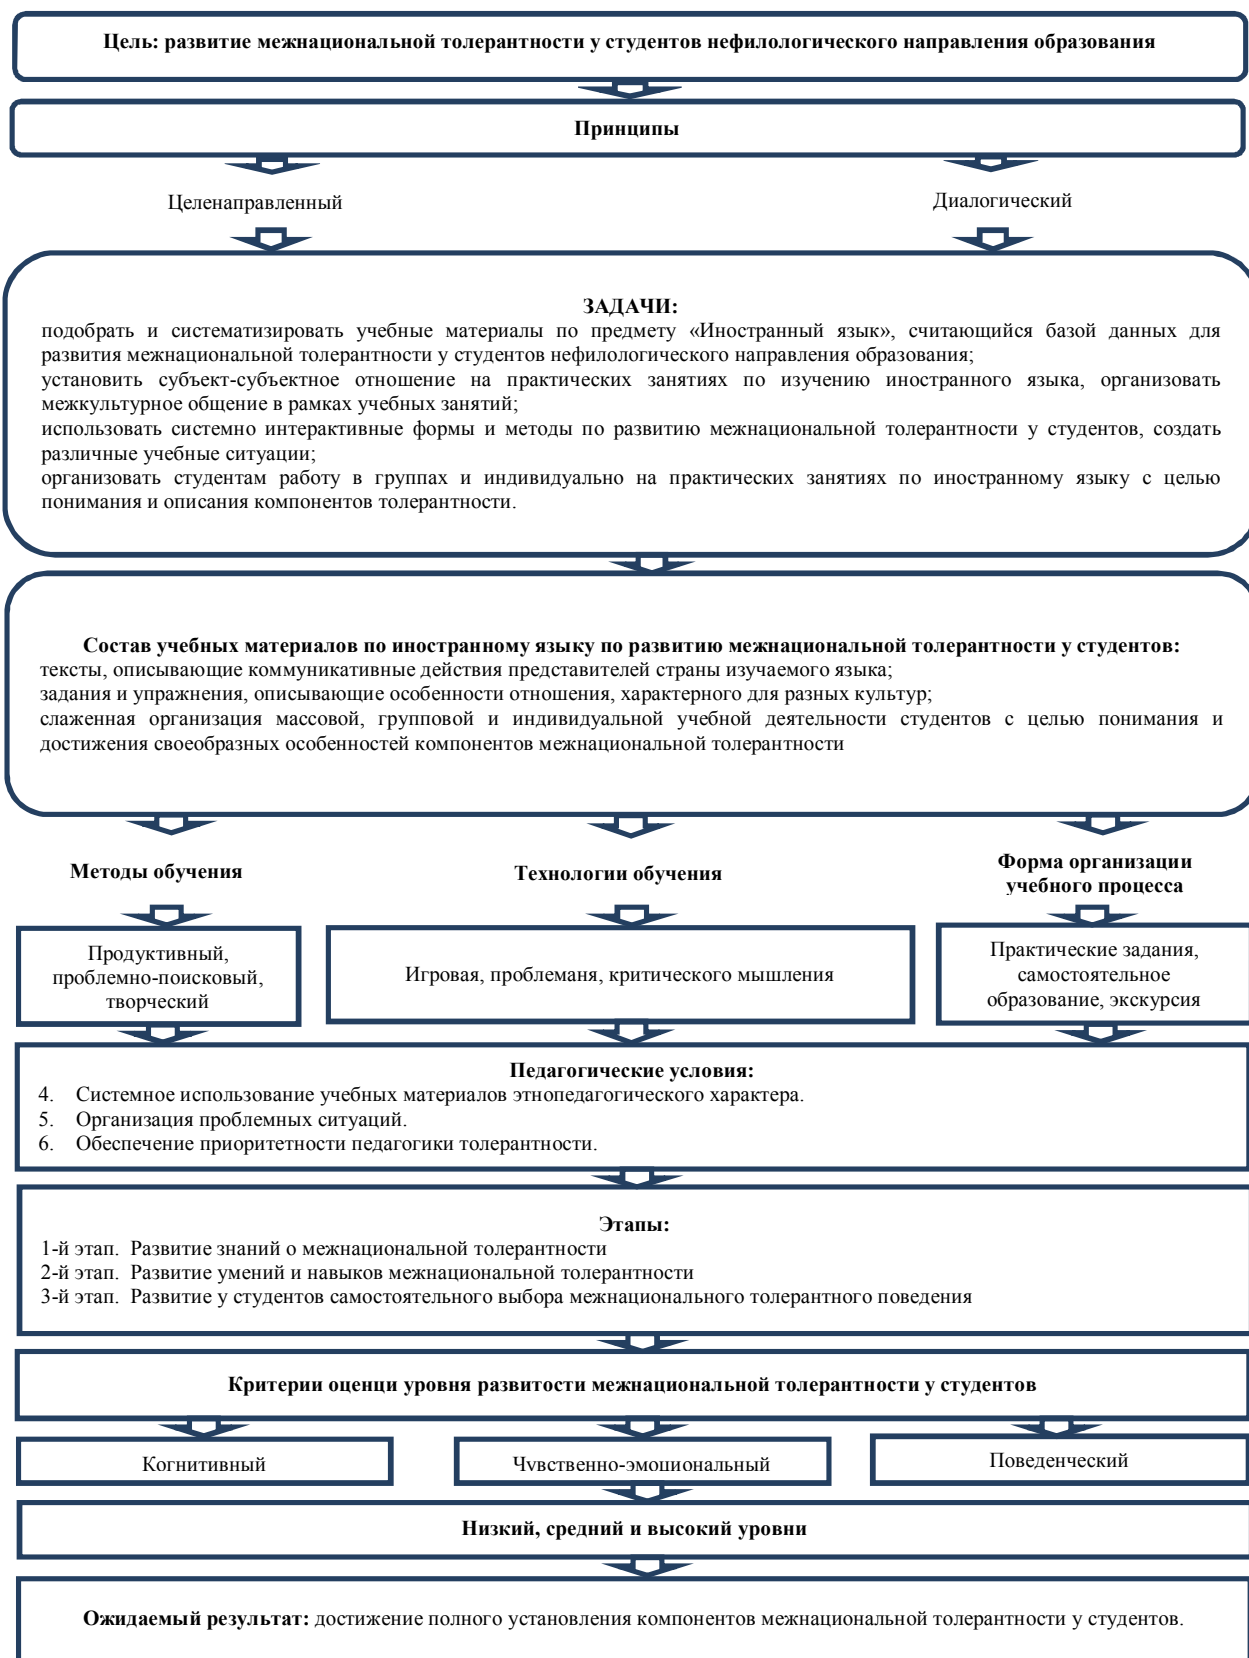 Цель: развитие межнациональной толерантности у студентов нефилологического направления образования
Принципы
Целенаправленный
Диалогический
ЗАДАЧИ:
подобрать и систематизировать учебные материалы по предмету «Иностранный язык», считающийся базой данных для
развития межнациональной толерантности у студентов нефилологического направления образования;
установить субъект-субъектное отношение на практических занятиях по изучению иностранного языка, организовать
межкультурное общение в рамках учебных занятий;
использовать системно интерактивные формы и методы по развитию межнациональной толерантности у студентов, создать
различные учебные ситуации;
организовать студентам работу в группах и индивидуально на практических занятиях по иностранному языку с целью
понимания и описания компонентов толерантности.
Состав учебных материалов по иностранному языку по развитию межнациональной толерантности у студентов:
тексты, описывающие коммуникативные действия представителей страны изучаемого языка;
задания и упражнения, описывающие особенности отношения, характерного для разных культур;
слаженная организация массовой, групповой и индивидуальной учебной деятельности студентов с целью понимания и
достижения своеобразных особенностей компонентов межнациональной толерантности
Методы обучения
Технологии обучения
Форма организации
учебного процесса
Продуктивный,
проблемно-поисковый,
творческий
Игровая, проблеманя, критического мышления
Практические задания,
самостоятельное
образование, экскурсия
Педагогические условия:
4. Системное использование учебных материалов этнопедагогического характера.
5. Организация проблемных ситуаций.
6. Обеспечение приоритетности педагогики толерантности.
Этапы:
1-й этап. Развитие знаний о межнациональной толерантности
2-й этап. Развитие умений и навыков межнациональной толерантности
3-й этап. Развитие у студентов самостоятельного выбора межнационального толерантного поведения
Критерии оценци уровня развитости межнациональной толерантности у студентов
Когнитивный
Чувственно-эмоциональный
Поведенческий
Низкий, средний и высокий уровни
Ожидаемый результат: достижение полного установления компонентов межнациональной толерантности у студентов.